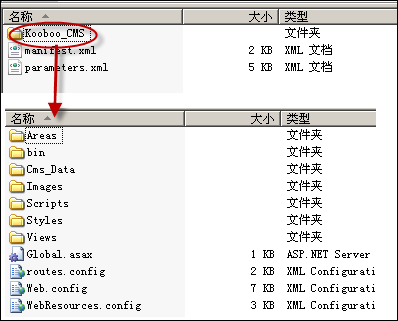 名称 大小 类型
Kooboo_CMS 文件夹
manifest.xml 2 KB XML 文档
parameters.xml 5 KB XML 文档
名称 大小 类型
Areas 文件夹
bin 文件夹
Cms_Data 文件夹
Images 文件夹
Scripts 文件夹
Styles 文件夹
Views 文件夹
Global.asax 1 KB ASP.NET Server
routes.config 2 KB XML Configurati
Web.config 7 KB XML Configurati
WebResources.config 3 KB XML Configurati